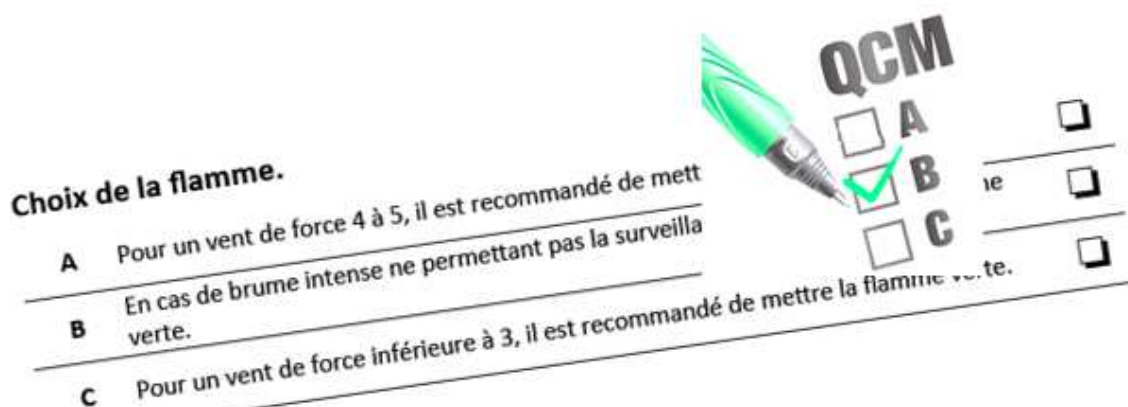 Choix de la flamme.
A Pour un vent de force 4 à 5, il est recommandé de mett
B En cas de brume intense ne permettant pas la surveilla
verte.
C Pour un vent de force inférieure à 3, il est recommandé de mettre la flamme
QCM
A
B
C